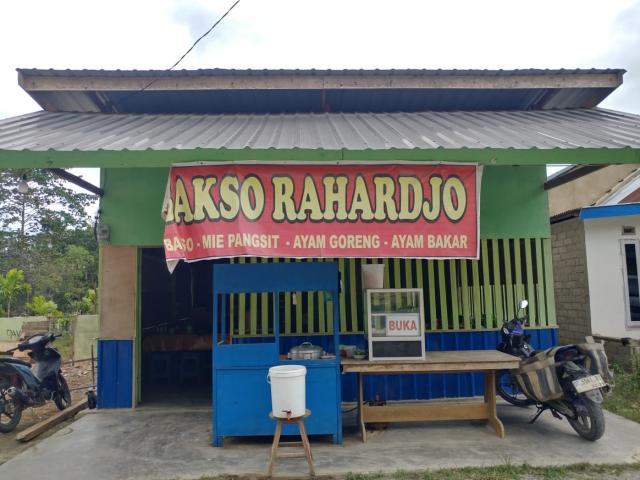 BAKSO RAHARDJO
BASO - MIE PANGSIT - AYAM GORENG - AYAM BAKAR
BUKA